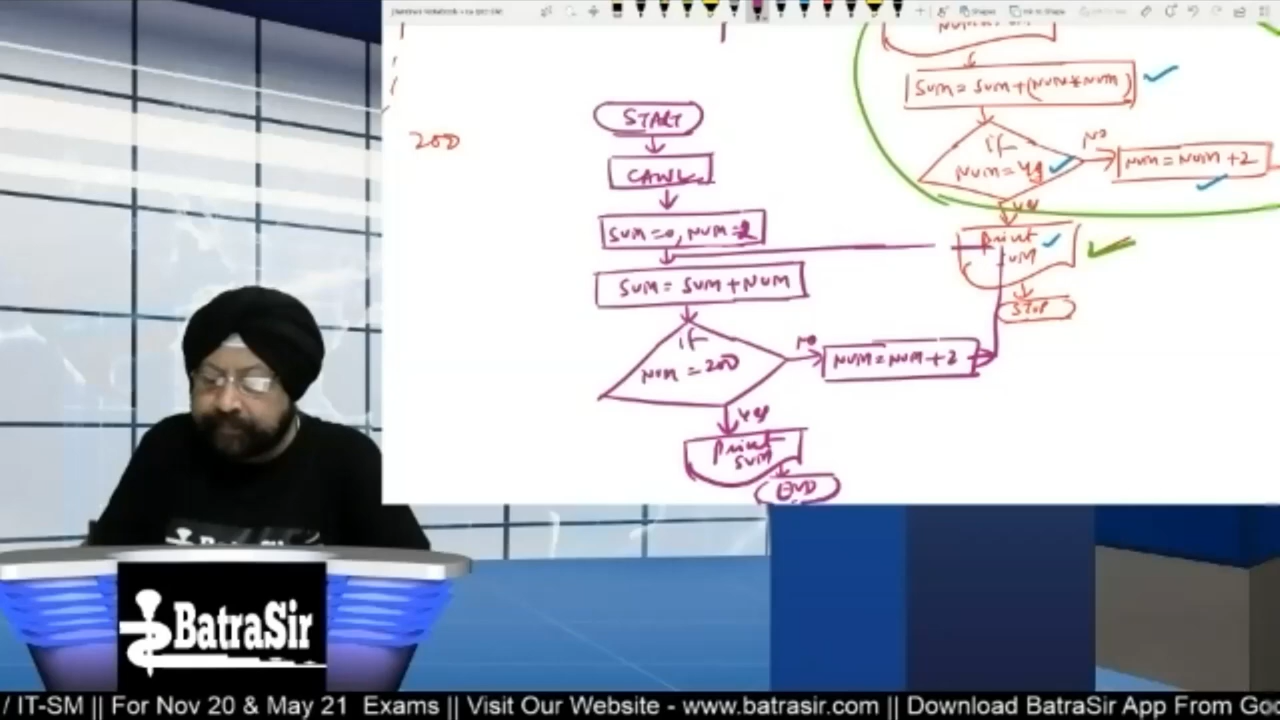 SUM = SUM + (NUM*NUM)
if
NUM = 49
NO
NUM = NUM + 2
Yes
print
SUM
STOP
200
START
CAWL
SUM = 0, NUM = 2
SUM = SUM + NUM
if
NUM = 200
NO
NUM = NUM + 2
Yes
Print
SUM
END
BatraSir
/ IT-SM || For Nov 20 & May 21 Exams || Visit Our Website - www.batrasir.com || Download BatraSir App From Goo